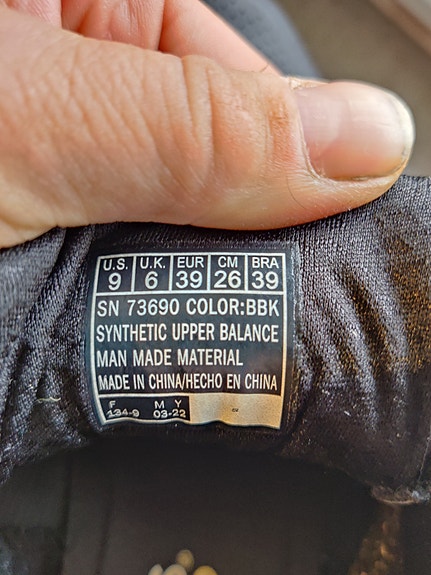 U.S. U.K. EUR CM BRA
9 6 39 26 39
SN 73690 COLOR:BBK
SYNTHETIC UPPER BALANCE
MAN MADE MATERIAL
MADE IN CHINA/HECHO EN CHINA
F M Y
134-9 03-22